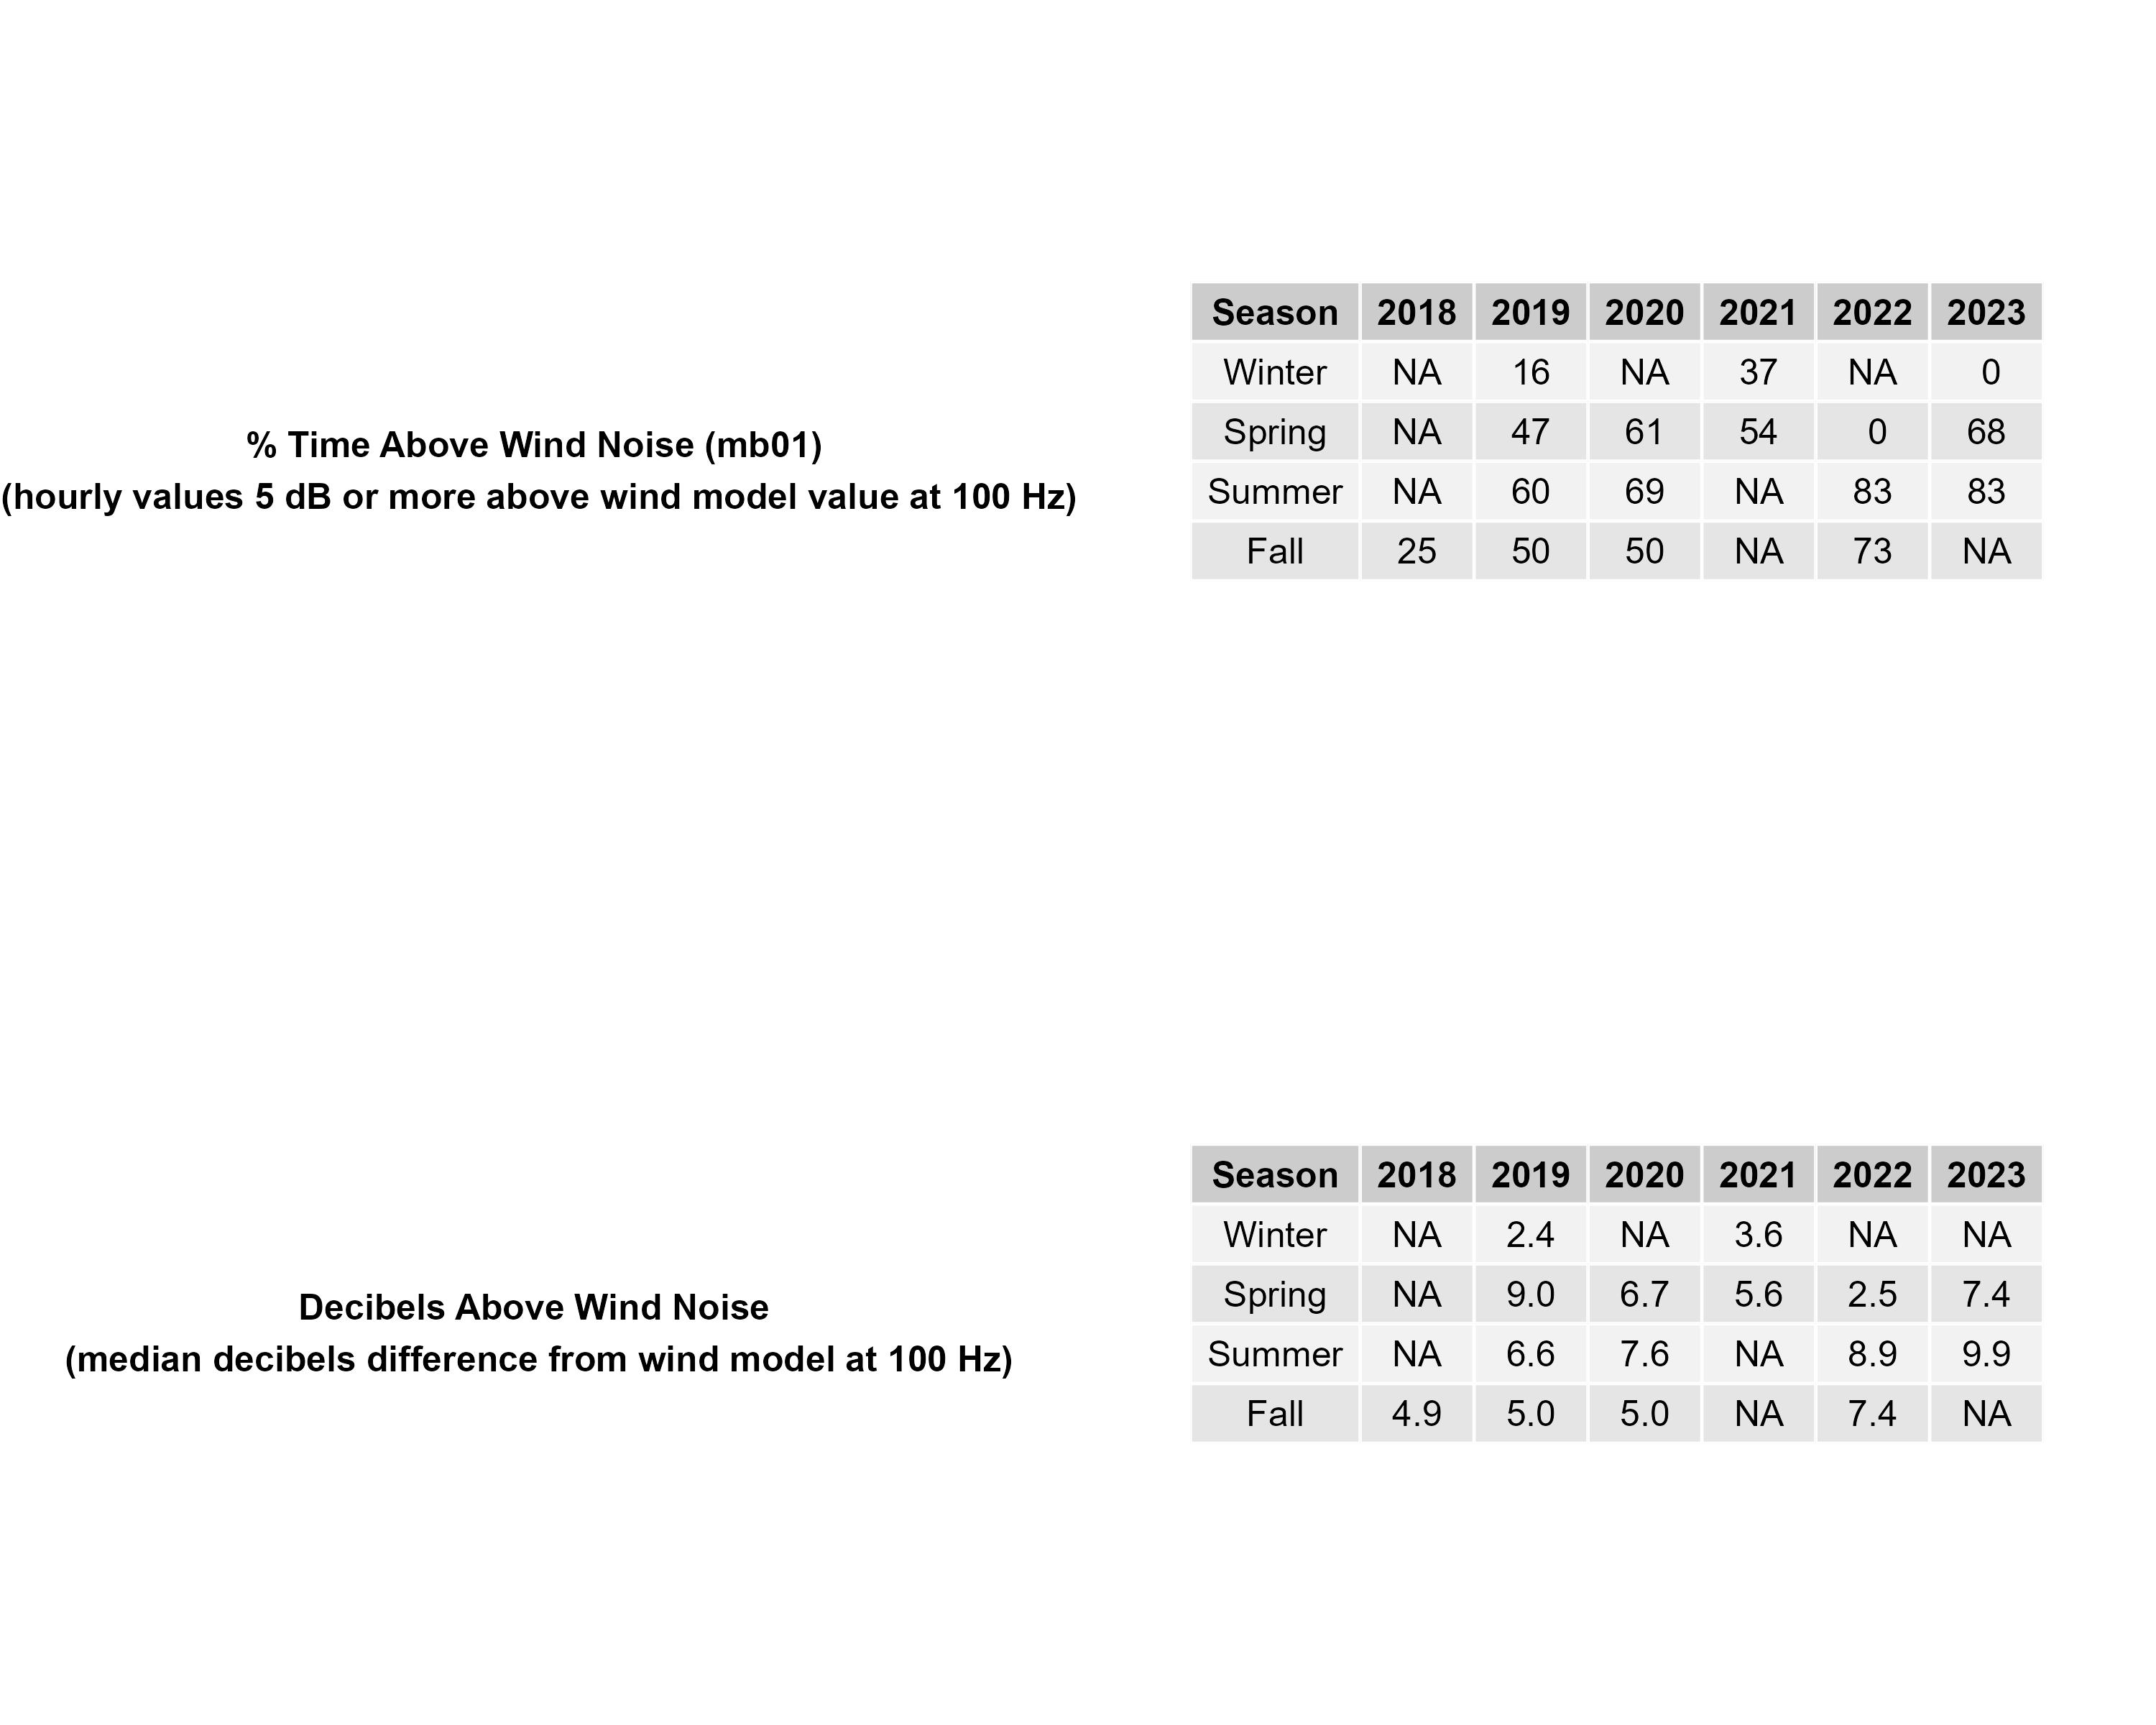 % Time Above Wind Noise (mb01)
(hourly values 5 dB or more above wind model value at 100 Hz)
Season 2018 2019 2020 2021 2022 2023
Winter NA 16 NA 37 NA 0
Spring NA 47 61 54 0 68
Summer NA 60 69 NA 83 83
Fall 25 50 50 NA 73 NA
Decibels Above Wind Noise
(median decibels difference from wind model at 100 Hz)
Season 2018 2019 2020 2021 2022 2023
Winter NA 2.4 NA 3.6 NA NA
Spring NA 9.0 6.7 5.6 2.5 7.4
Summer NA 6.6 7.6 NA 8.9 9.9
Fall 4.9 5.0 5.0 NA 7.4 NA